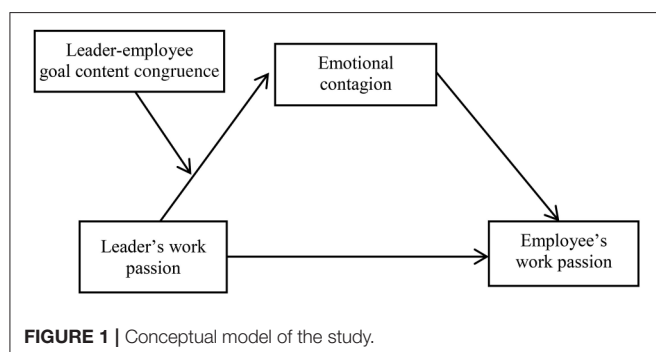 Leader-employee
goal content congruence
Emotional
contagion
Leader's work
passion
Employee's
work passion
FIGURE 1 | Conceptual model of the study.